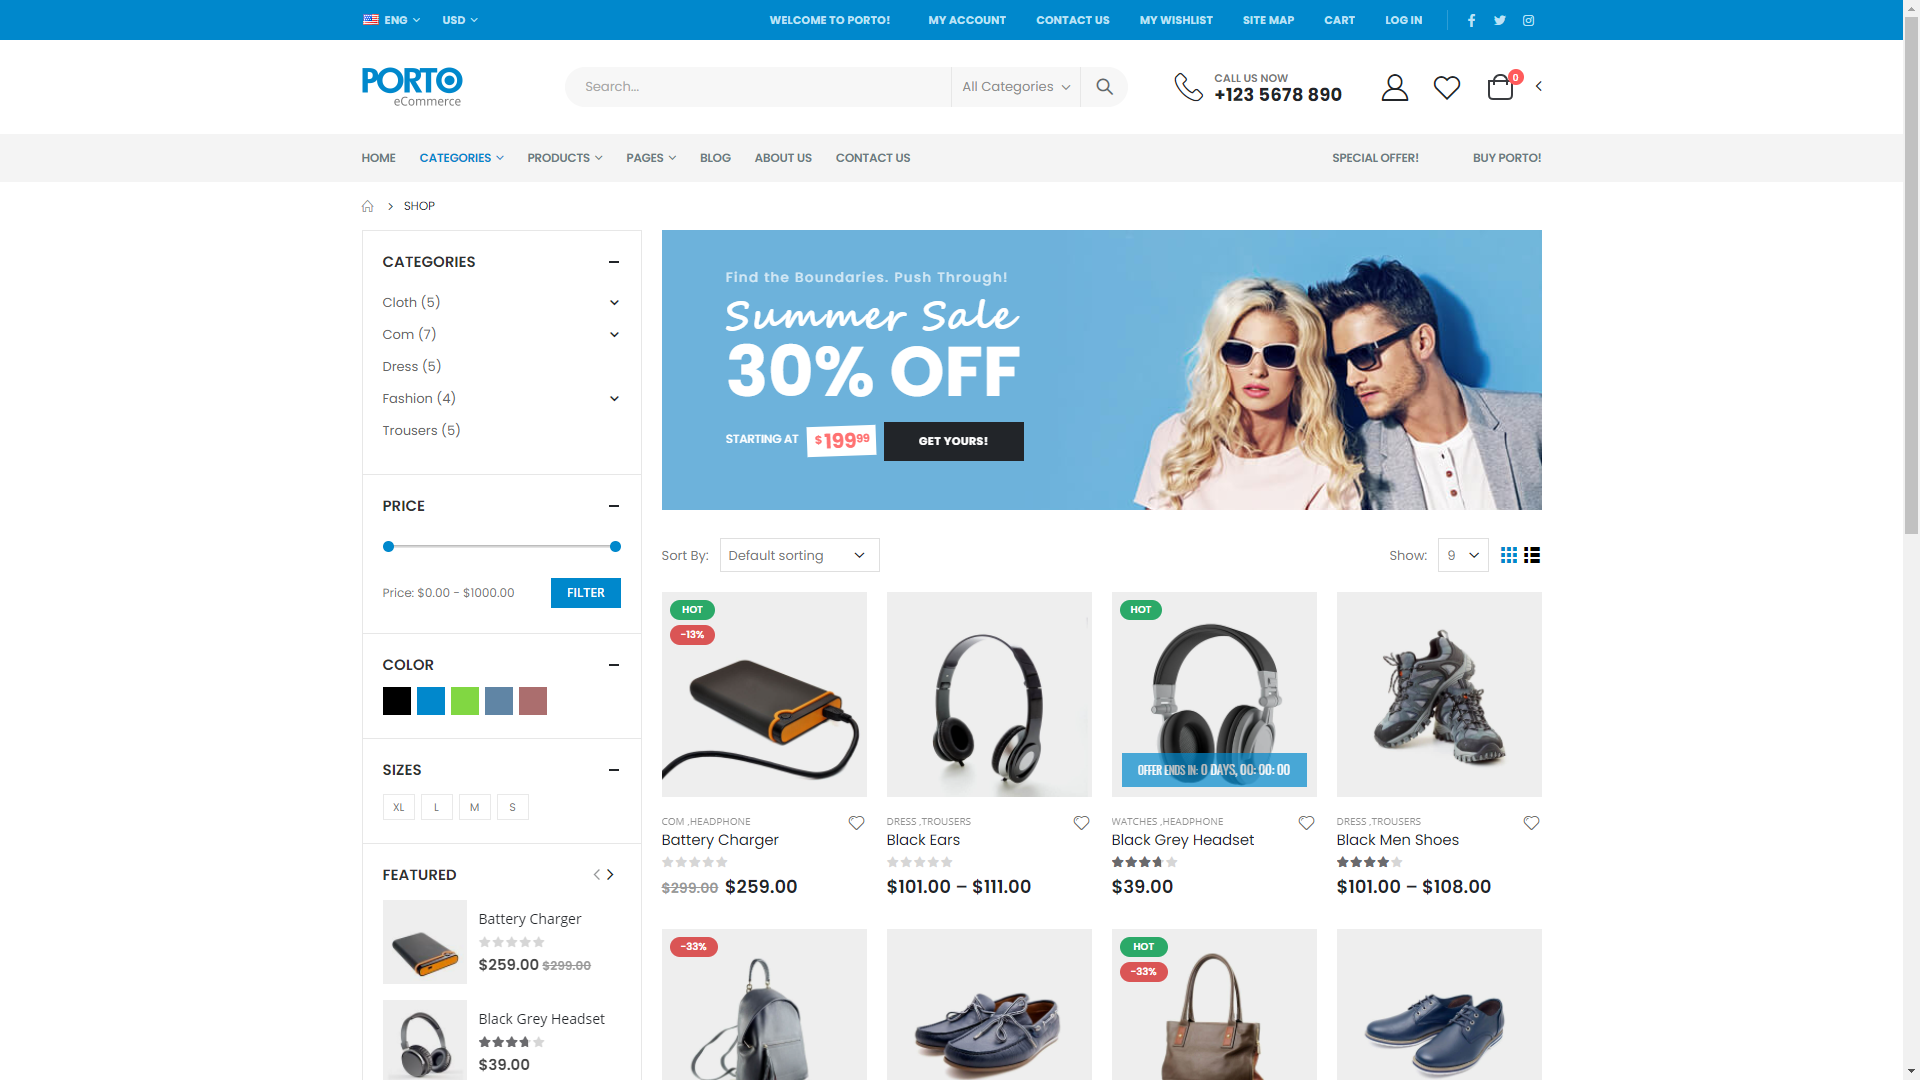 ENG USD WELCOME TO PORTO! MY ACCOUNT CONTACT US MY WISHLIST SITE MAP CART LOG IN
PORTO
eCommerce
Search...
All Categories
CALL US NOW
+123 5678 890
0
HOME CATEGORIES PRODUCTS PAGES BLOG ABOUT US CONTACT US SPECIAL OFFER! BUY PORTO!
SHOP
CATEGORIES
Cloth (5)
Com (7)
Dress (5)
Fashion (4)
Trousers (5)
PRICE
Price: $0.00 - $1000.00
FILTER
COLOR
SIZES
XL L M S
FEATURED
Battery Charger
$259.00 $299.00
Black Grey Headset
$39.00
Find the Boundaries. Push Through!
Summer Sale
30% OFF
STARTING AT $19999 GET YOURS!
Sort By: Default sorting
Show: 9
HOT
-13%
COM ,HEADPHONE
Battery Charger
$299.00 $259.00
DRESS ,TROUSERS
Black Ears
$101.00 – $111.00
HOT
OFFER ENDS IN: 0 DAYS, 00: 00: 00
WATCHES ,HEADPHONE
Black Grey Headset
$39.00
DRESS ,TROUSERS
Black Men Shoes
$101.00 – $108.00
-33%
HOT
-33%